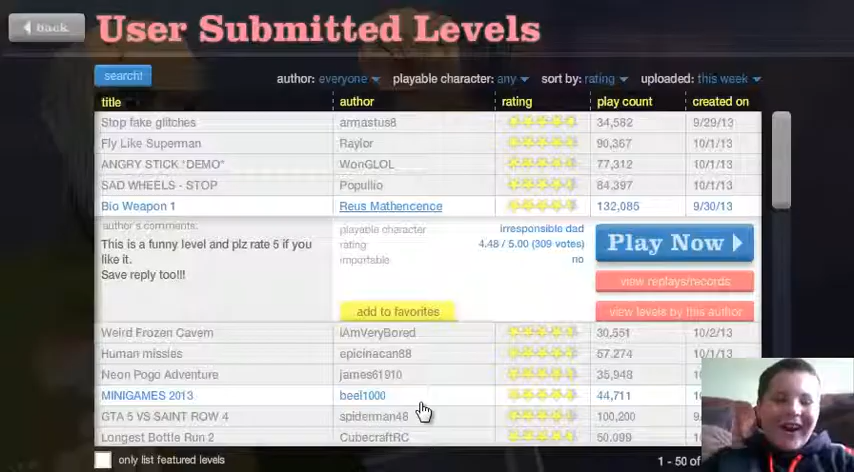 back
User Submitted Levels
search! author: everyone playable character: any sort by: rating uploaded: this week
title author rating play count created on
Stop fake glitches armastus8 34,582 9/29/13
Fly Like Superman Raylor 90,367 10/1/13
ANGRY STICK *DEMO* WonGLOL 77,312 10/1/13
SAD WHEELS - STOP Popullio 84,397 10/1/13
Bio Weapon 1 Reus Mathencence 132,085 9/30/13
author's comments:
This is a funny level and plz rate 5 if you
like it.
Save reply too!!!
playable character irresponsible dad
rating 4.48 / 5.00 (309 votes)
importable no
Play Now
view replays/records
add to favorites view levels by this author
Weird Frozen Cavern iAmVeryBored 30,551 10/2/13
Human missles epicinacan88 57,274 10/1/13
Neon Pogo Adventure james61910 35,948
MINIGAMES 2013 beel1000 44,711
GTA 5 VS SAINT ROW 4 spiderman48 100,200
Longest Bottle Run 2 CubecraftRC 50,099
only list featured levels 1 - 50 of